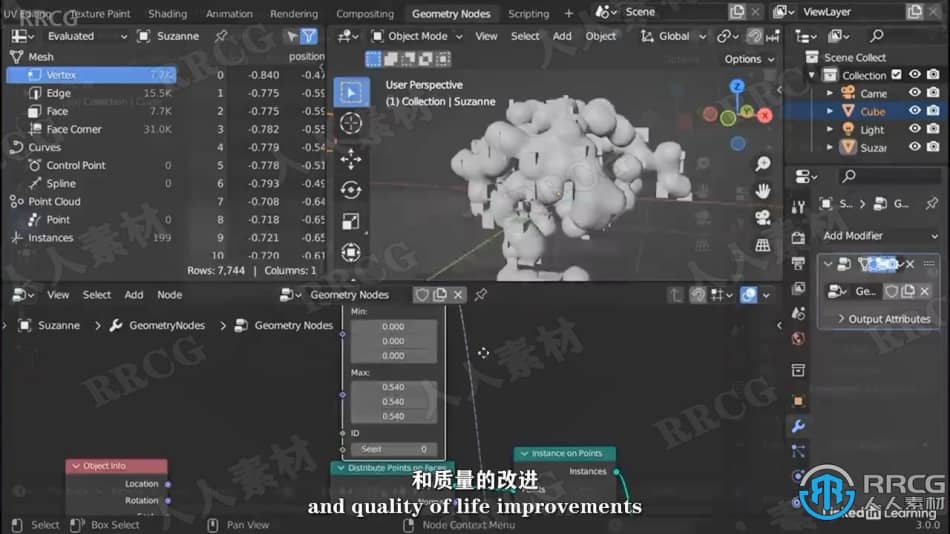 UV Editing Texture Paint Shading Animation Rendering Compositing Geometry Nodes Scripting + Scene ViewLayer
RRCG
Evaluated Suzanne Object Mode View Select Add Object Global
Mesh position
Vertex 7.7K
Edge 15.5K
Face 7.7K
Face Corner 31.0K
Curves
Control Point 0
Spline 0
Point Cloud
Point 0
Instances 199
0 -0.840 -0.47
1 -0.775 -0.55
2 -0.775 -0.59
3 -0.782 -0.55
4 -0.779 -0.54
5 -0.778 -0.51
6 -0.793 -0.49
7 -0.708 -0.64
8 -0.718 -0.65
9 -0.721 -0.65
10 -0.720 -0.65
Rows: 7,744 | Columns: 1
Options
User Perspective
(1) Collection | Suzanne
Z
Y
X
Scene Collect
Collection
Came
Cube
Light
Suzar
S... > G...
Add Modifier
Ge...
Output Attributes
View Select Add Node Geometry Nodes
Suzanne > GeometryNodes > Geometry Nodes
Min:
0.000
0.000
0.000
Max:
0.540
0.540
0.540
ID
Seed 0
Distribute Points on Faces
Object Info
Location
Rotation
Instance on Points
Instances
人人素材
RRCG
和质量的改进
and quality of life improvements
RRCG
人人素材
Linked in Learning
Select Box Select Pan View Node Context Menu 3.0.0